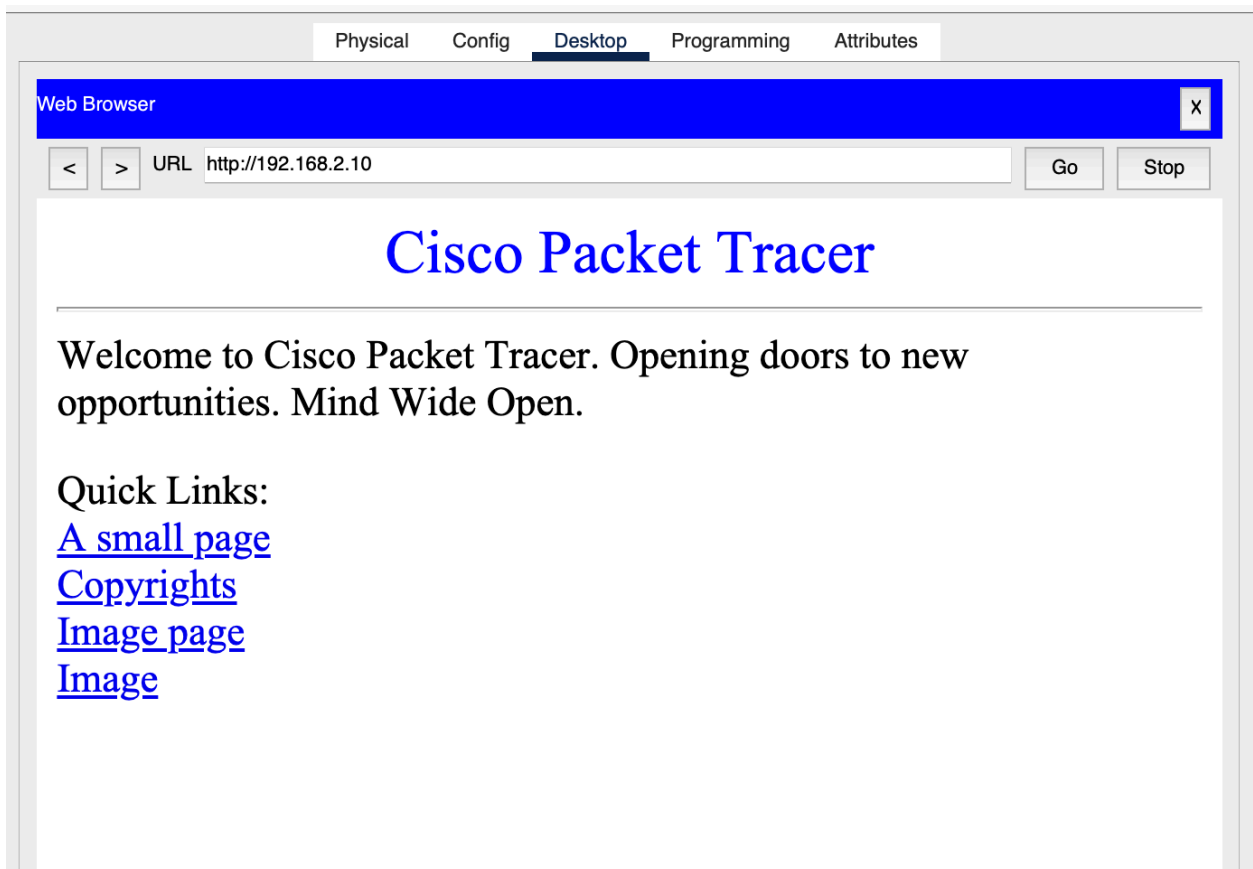 Physical Config Desktop Programming Attributes
Web Browser X
< > URL http://192.168.2.10 Go Stop
Cisco Packet Tracer
Welcome to Cisco Packet Tracer. Opening doors to new
opportunities. Mind Wide Open.
Quick Links:
A small page
Copyrights
Image page
Image